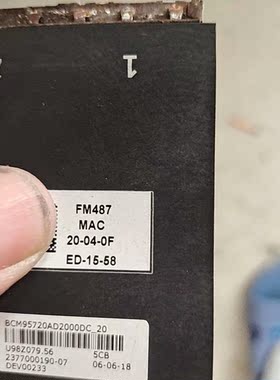 1
FM487
MAC
20-04-0F
ED-15-58
BCM95720AD2000DC_20
U98Z079.56 5CB
2377000190-07 06-06-18
DEV00233